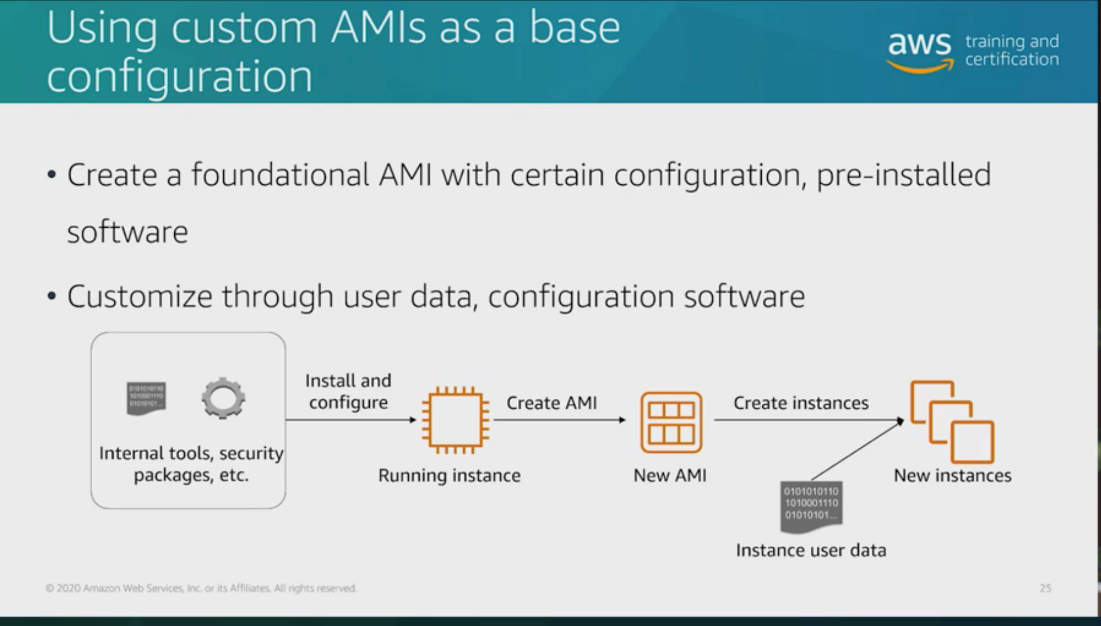 Using custom AMIs as a base
configuration
aws training and
certification
• Create a foundational AMI with certain configuration, pre-installed
software
• Customize through user data, configuration software
0101010110
1010001110
01010101...
Internal tools, security
packages, etc.
Install and
configure
Running instance
Create AMI
New AMI
Create instances
New instances
0101010110
1010001110
01010101...
Instance user data
© 2020 Amazon Web Services, Inc. or its Affiliates. All rights reserved.
25